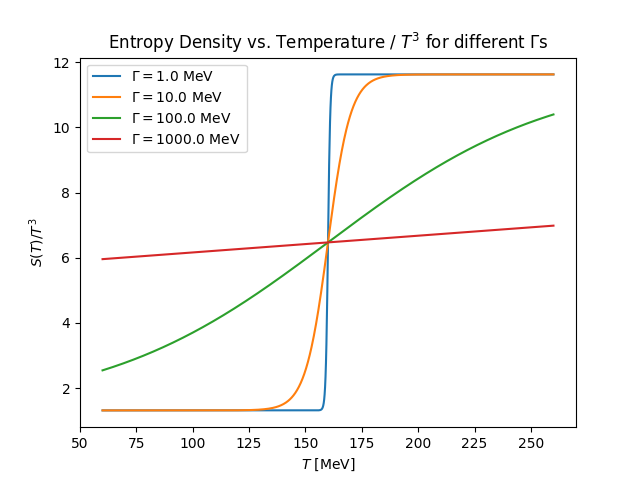 Entropy Density vs. Temperature / $T^3$ for different Γs
12
10
8
6
4
2
S(T)/T³
Γ = 1.0 MeV
Γ = 10.0 MeV
Γ = 100.0 MeV
Γ = 1000.0 MeV
50 75 100 125 150 175 200 225 250
T [MeV]